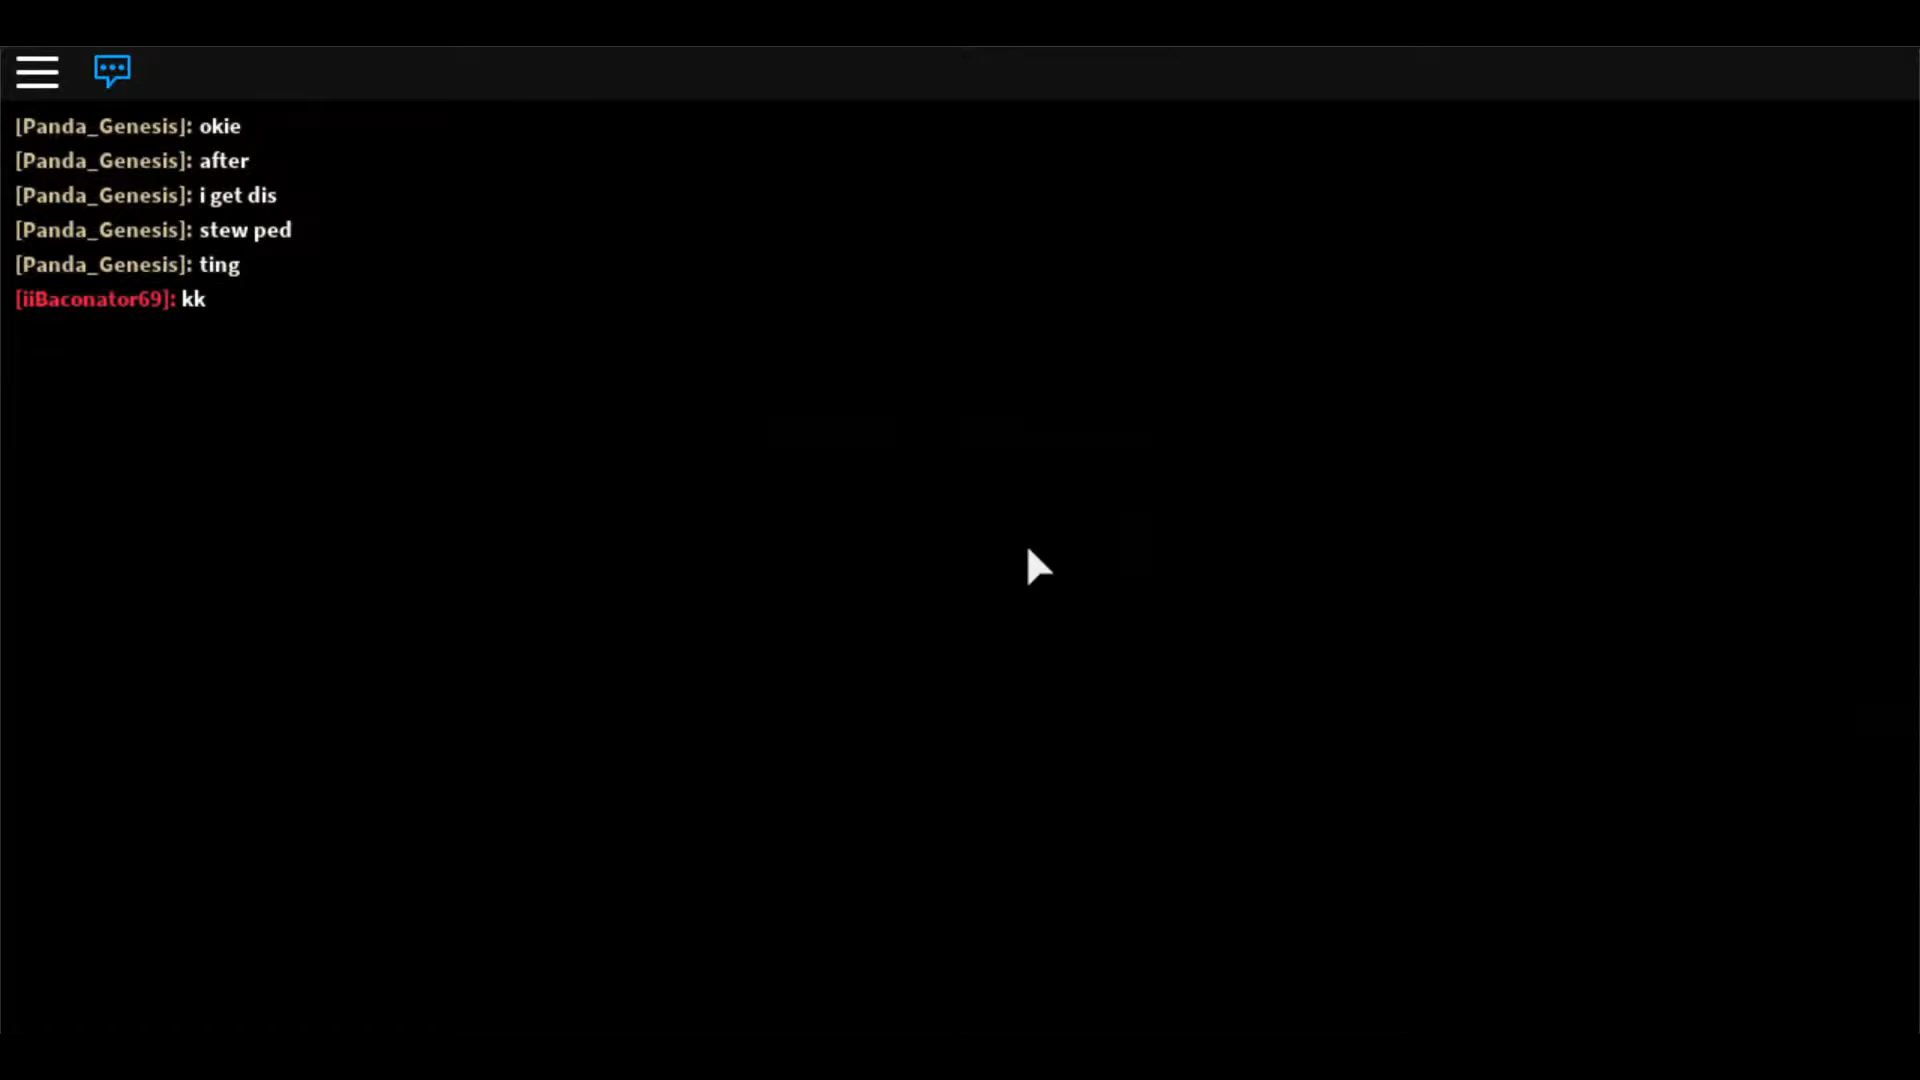 [Panda_Genesis]: okie
[Panda_Genesis]: after
[Panda_Genesis]: i get dis
[Panda_Genesis]: stew ped
[Panda_Genesis]: ting
[iiBaconator69]: kk